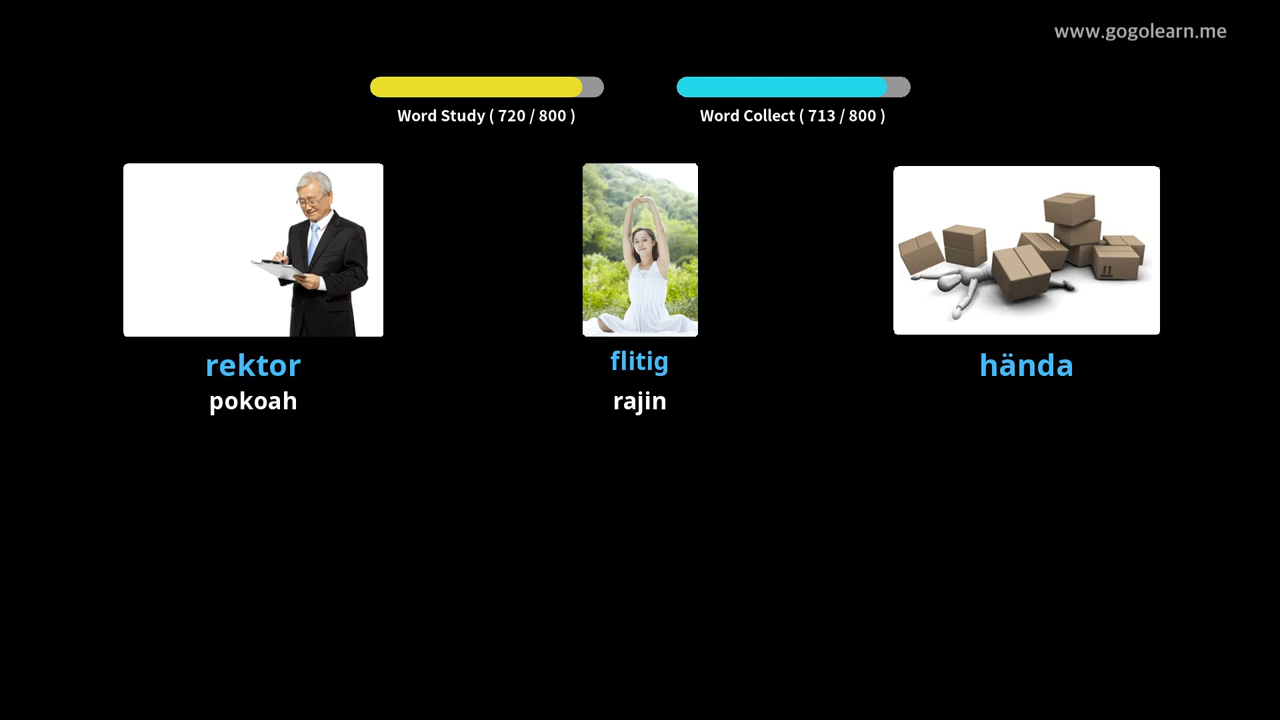 www.gogolearn.me
Word Study ( 720 / 800 )
Word Collect ( 713 / 800 )
rektor
pokoah
flitig
rajin
hända